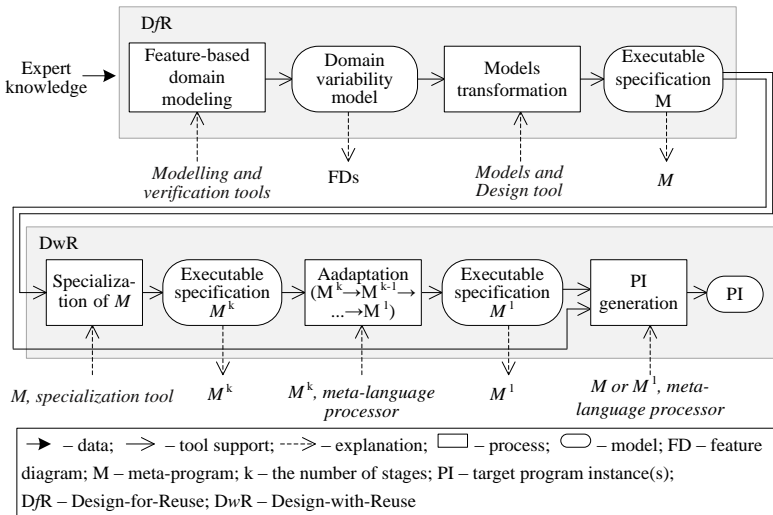 DfR
Expert
knowledge
Feature-based
domain
modeling
Domain
variability
model
Models
transformation
Executable
specification
M
Modelling and
verification tools
FDs
Models and
Design tool
M
DwR
Specializa-
tion of M
Executable
specification
M^k
Aadaptation
(M^k→M^k-1→
...→M^1)
Executable
specification
M^1
PI
generation
PI
M, specialization tool
M^k
M^k, meta-language
processor
M^1
M or M^1, meta-
language processor
– data; – tool support; – explanation; – process; – model; FD – feature
diagram; M – meta-program; k – the number of stages; PI – target program instance(s);
DfR – Design-for-Reuse; DwR – Design-with-Reuse